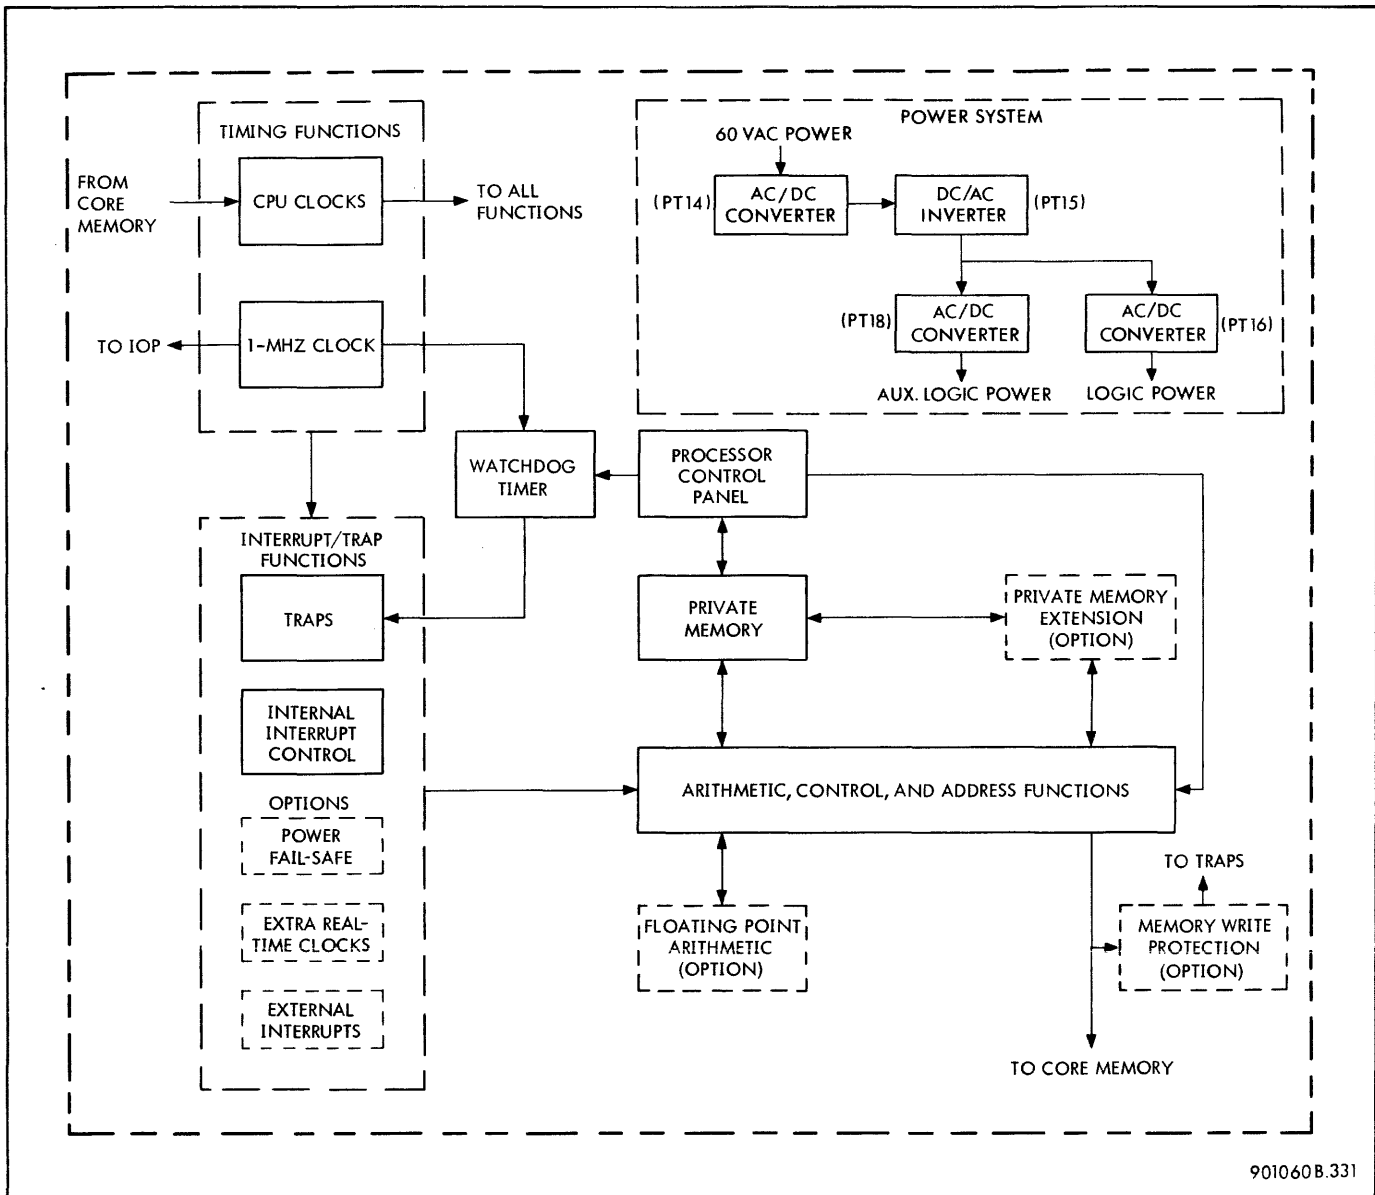 TIMING FUNCTIONS
FROM
CORE
MEMORY
CPU CLOCKS
TO ALL
FUNCTIONS
TO IOP
1-MHZ CLOCK
POWER SYSTEM
60 VAC POWER
(PT14)
AC/DC
CONVERTER
DC/AC
INVERTER
(PT15)
(PT18)
AC/DC
CONVERTER
AC/DC
CONVERTER
(PT16)
AUX. LOGIC POWER
LOGIC POWER
WATCHDOG
TIMER
PROCESSOR
CONTROL
PANEL
INTERRUPT/TRAP
FUNCTIONS
TRAPS
PRIVATE
MEMORY
PRIVATE MEMORY
EXTENSION
(OPTION)
INTERNAL
INTERRUPT
CONTROL
OPTIONS
POWER
FAIL-SAFE
EXTRA REAL-
TIME CLOCKS
EXTERNAL
INTERRUPTS
ARITHMETIC, CONTROL, AND ADDRESS FUNCTIONS
FLOATING POINT
ARITHMETIC
(OPTION)
TO TRAPS
MEMORY WRITE
PROTECTION
(OPTION)
TO CORE MEMORY
901060B.331